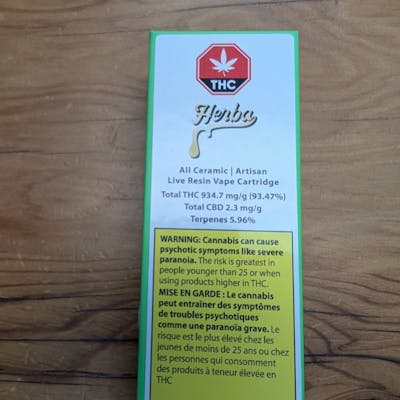 THC
Herba
All Ceramic | Artisan
Live Resin Vape Cartridge
Total THC 934.7 mg/g (93.47%)
Total CBD 2.3 mg/g
Terpenes 5.96%
WARNING: Cannabis can cause
psychotic symptoms like severe
paranoia. The risk is greatest in
people younger than 25 or when
using products higher in THC.
MISE EN GARDE : Le cannabis
peut entraîner des symptômes
de troubles psychotiques
comme une paranoïa grave. Le
risque est le plus élevé chez les
jeunes de moins de 25 ans ou chez
les personnes qui consomment
des produits à teneur élevée en
THC